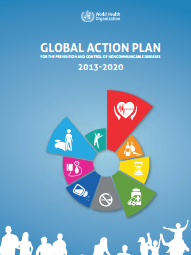 World Health
Organization
GLOBAL ACTION PLAN
FOR THE PREVENTION AND CONTROL OF NONCOMMUNICABLE DISEASES
2013-2020